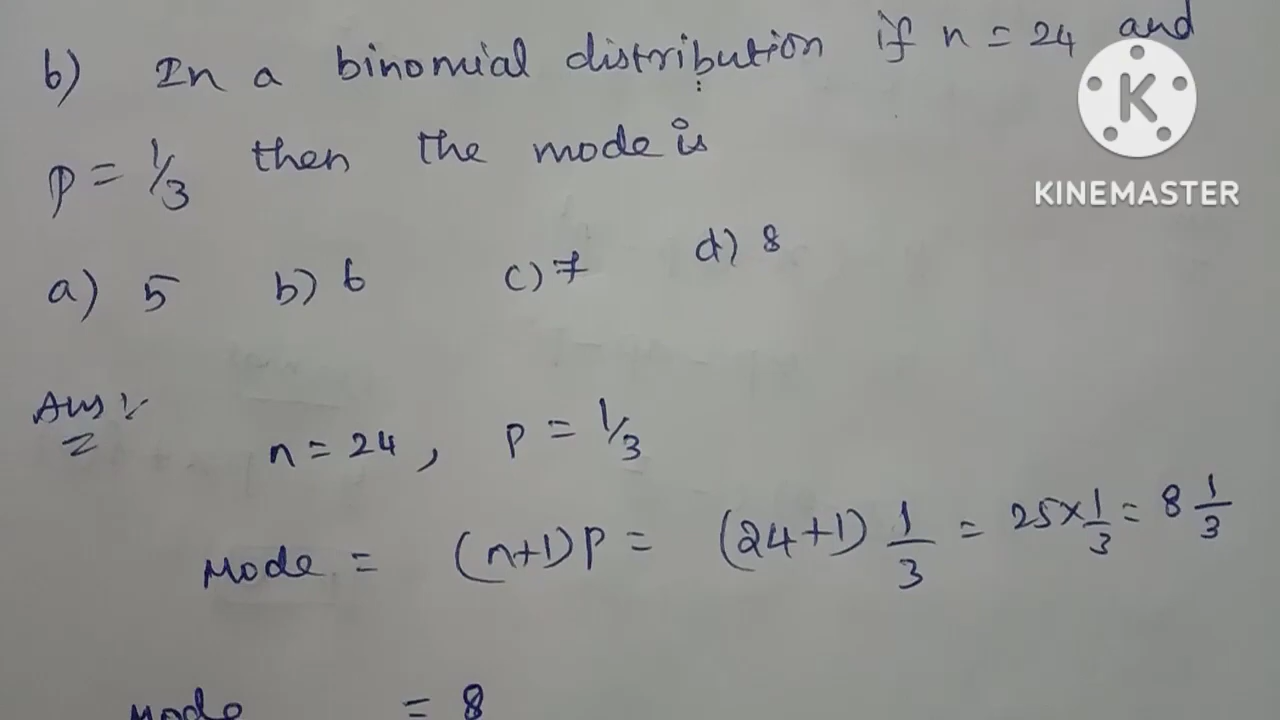 6) In a binomial distribution if n = 24 and
K
KINEMASTER
p = 1/3 then the mode is
a) 5 b) 6 c) 7 d) 8
Ans:
n = 24, p = 1/3
Mode = (n+1)p = (24+1) 1/3 = 25 × 1/3 = 8 1/3
Mode = 8